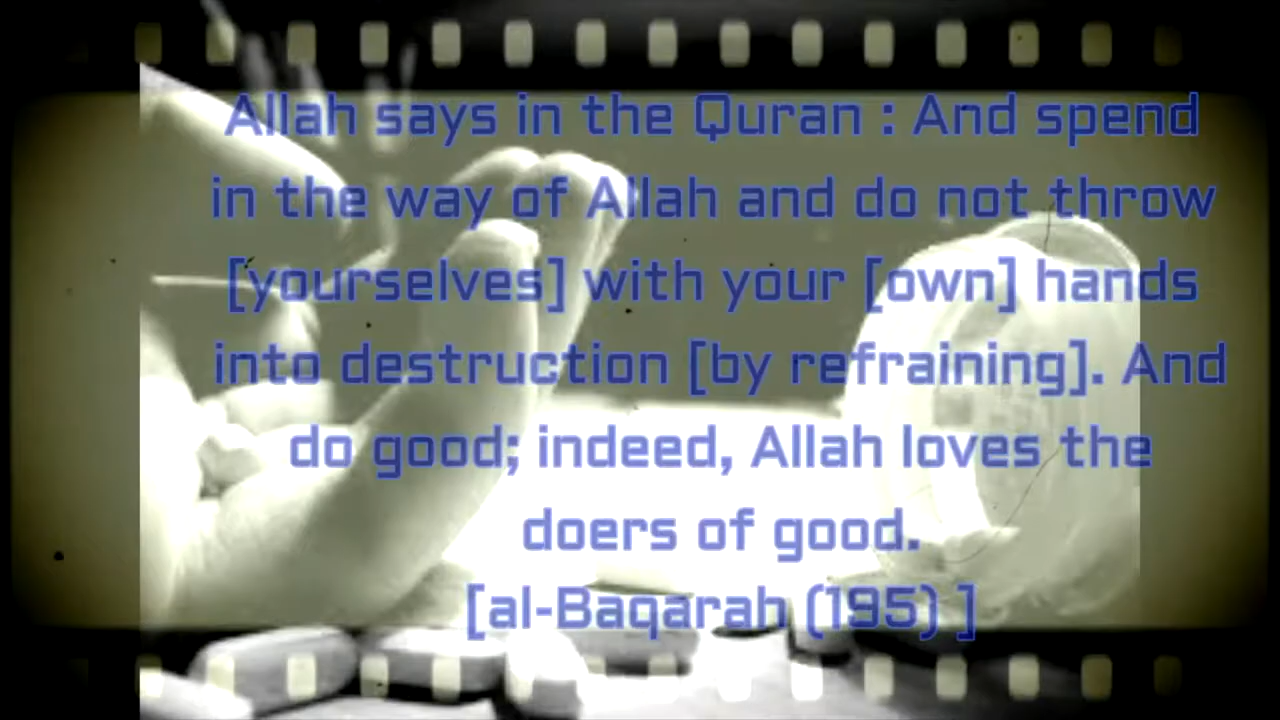 Allah says in the Quran : And spend
in the way of Allah and do not throw
[yourselves] with your [own] hands
into destruction [by refraining]. And
do good; indeed, Allah loves the
doers of good.
[al-Baqarah (195) ]